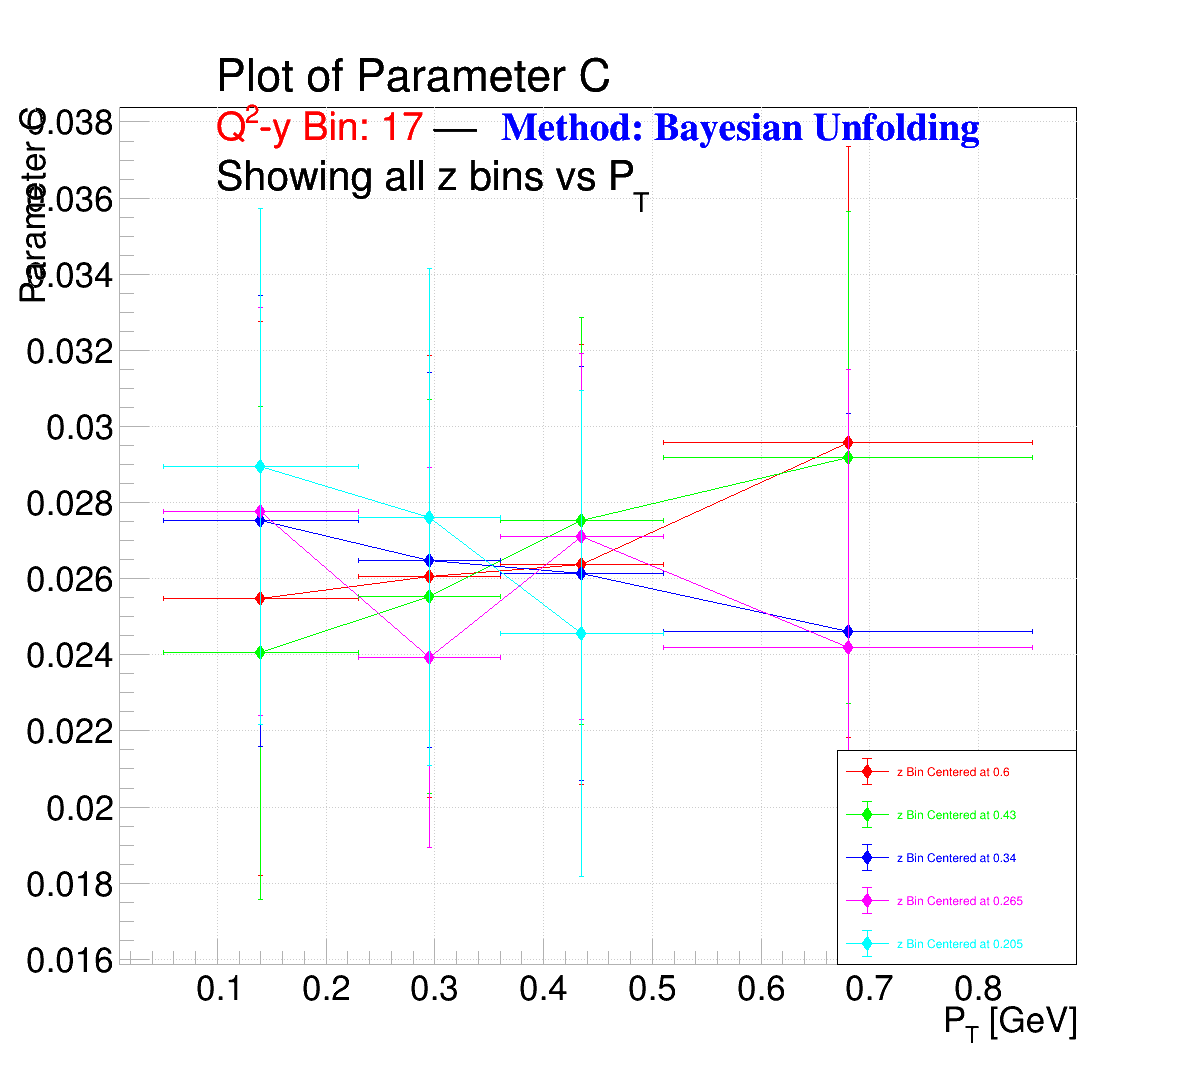 Plot of Parameter C
Q²-y Bin: 17 — Method: Bayesian Unfolding
Showing all z bins vs P_T
Parameter C
0.038
0.036
0.034
0.032
0.03
0.028
0.026
0.024
0.022
0.02
0.018
0.016
z Bin Centered at 0.6
z Bin Centered at 0.43
z Bin Centered at 0.34
z Bin Centered at 0.265
z Bin Centered at 0.205
0.1 0.2 0.3 0.4 0.5 0.6 0.7 0.8
P_T [GeV]